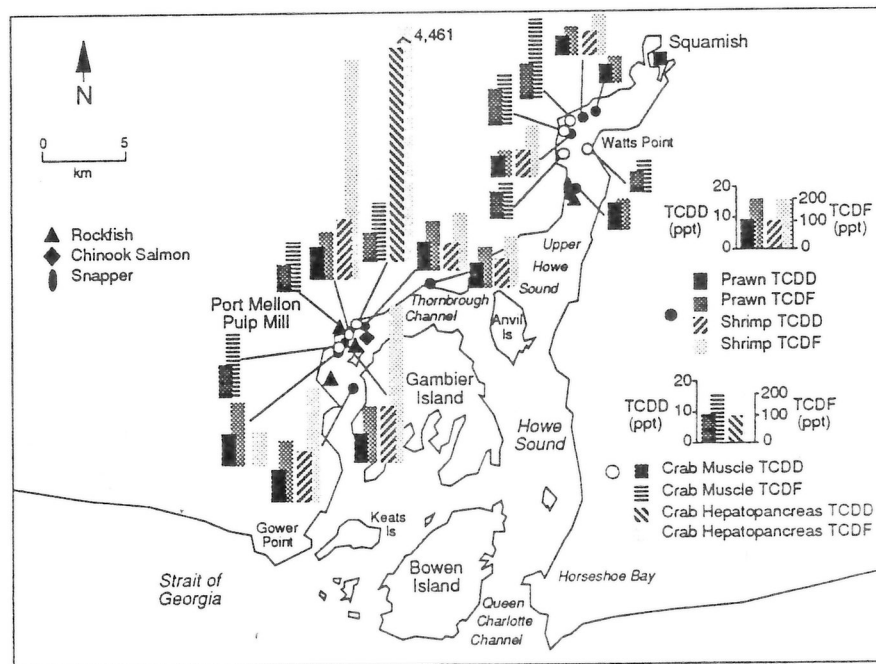 4,461
Squamish
N
0 5
km
Watts Point
Rockfish
Chinook Salmon
Snapper
Port Mellon
Pulp Mill
Thornbrough
Channel
Upper
Howe
Sound
Anvil
Is
Gambier
Island
Howe
Sound
Gower
Point
Keats
Is
Bowen
Island
Strait of
Georgia
Queen
Charlotte
Channel
Horseshoe Bay
TCDD
(ppt)
20
10
0
200
100
0
TCDF
(ppt)
Prawn TCDD
Prawn TCDF
Shrimp TCDD
Shrimp TCDF
TCDD
(ppt)
20
10
0
200
100
0
TCDF
(ppt)
Crab Muscle TCDD
Crab Muscle TCDF
Crab Hepatopancreas TCDD
Crab Hepatopancreas TCDF